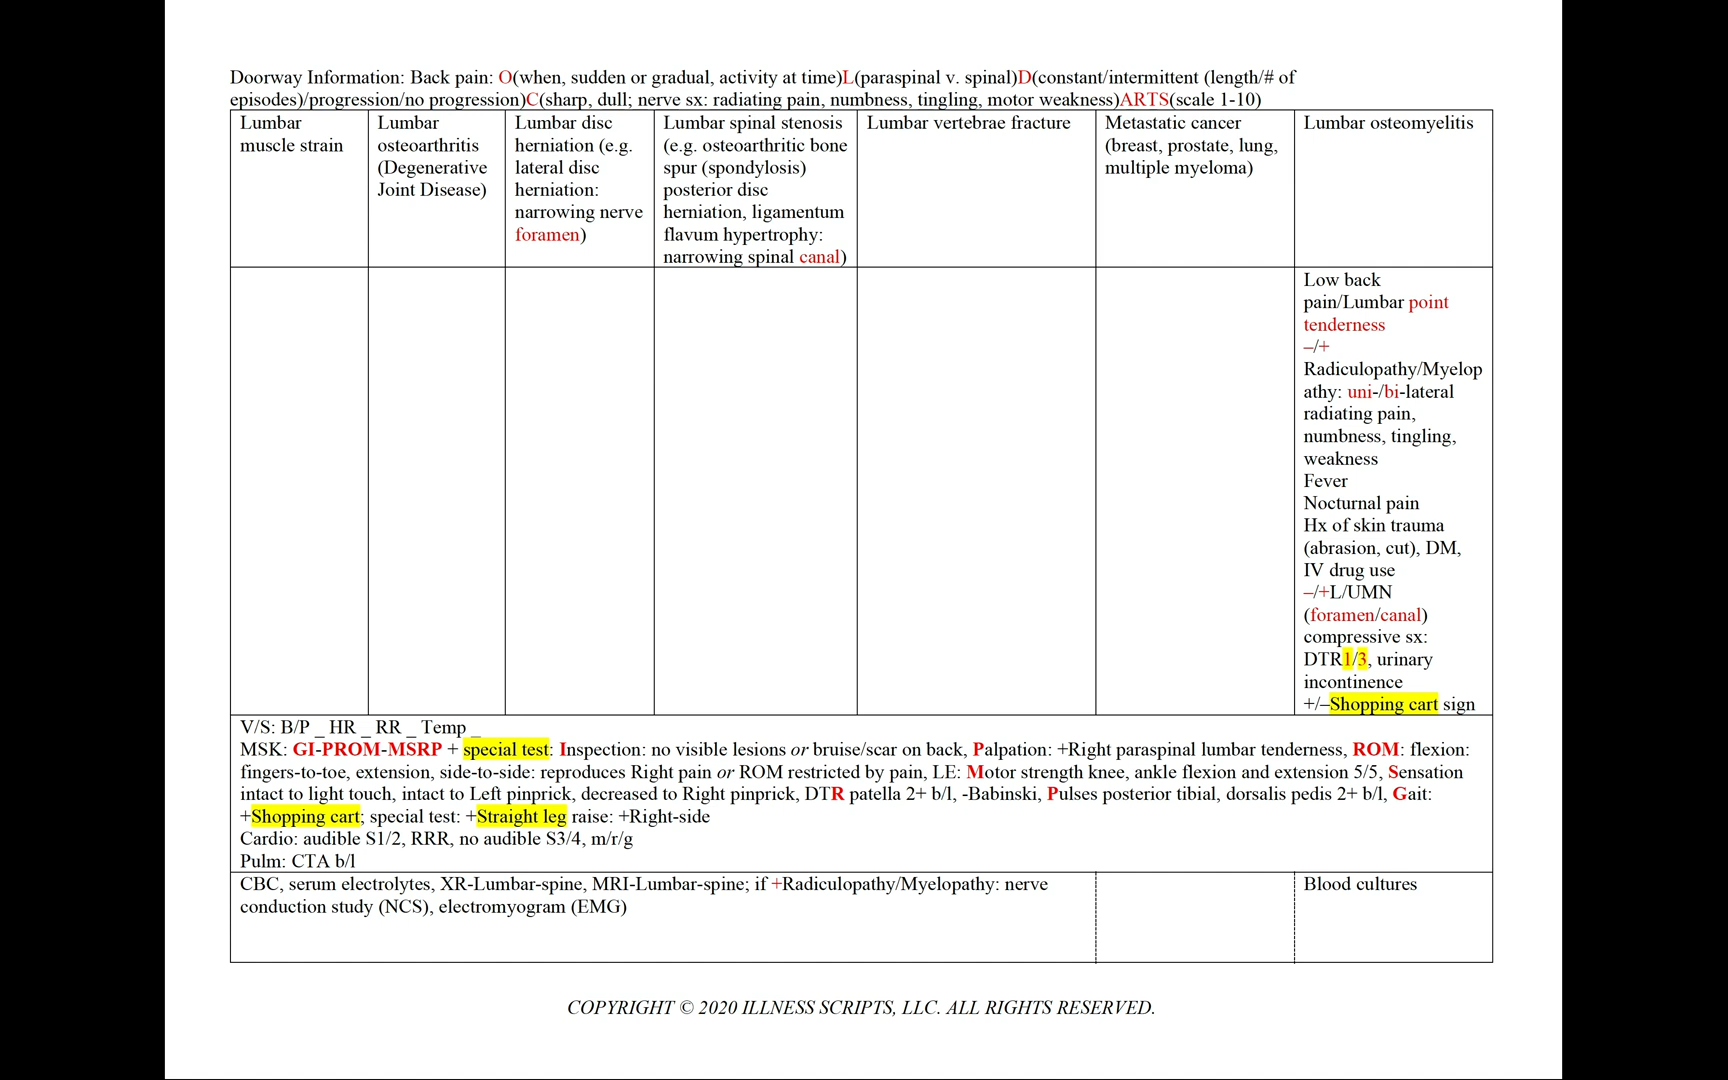 Doorway Information: Back pain: O(when, sudden or gradual, activity at time)L(paraspinal v. spinal)D(constant/intermittent (length/# of
episodes)/progression/no progression)C(sharp, dull; nerve sx: radiating pain, numbness, tingling, motor weakness)ARTS(scale 1-10)
Lumbar
muscle strain
Lumbar
osteoarthritis
(Degenerative
Joint Disease)
Lumbar disc
herniation (e.g.
lateral disc
herniation:
narrowing nerve
foramen)
Lumbar spinal stenosis
(e.g. osteoarthritic bone
spur (spondylosis)
posterior disc
herniation, ligamentum
flavum hypertrophy:
narrowing spinal canal)
Lumbar vertebrae fracture
Metastatic cancer
(breast, prostate, lung,
multiple myeloma)
Lumbar osteomyelitis
Low back
pain/Lumbar point
tenderness
–/+
Radiculopathy/Myelop
athy: uni-/bi-lateral
radiating pain,
numbness, tingling,
weakness
Fever
Nocturnal pain
Hx of skin trauma
(abrasion, cut), DM,
IV drug use
–/+L/UMN
(foramen/canal)
compressive sx:
DTR1/3, urinary
incontinence
+/–Shopping cart sign
V/S: B/P _ HR _ RR _ Temp _
MSK: GI-PROM-MSRP + special test: Inspection: no visible lesions or bruise/scar on back, Palpation: +Right paraspinal lumbar tenderness, ROM: flexion:
fingers-to-toe, extension, side-to-side: reproduces Right pain or ROM restricted by pain, LE: Motor strength knee, ankle flexion and extension 5/5, Sensation
intact to light touch, intact to Left pinprick, decreased to Right pinprick, DTR patella 2+ b/l, -Babinski, Pulses posterior tibial, dorsalis pedis 2+ b/l, Gait:
+Shopping cart; special test: +Straight leg raise: +Right-side
Cardio: audible S1/2, RRR, no audible S3/4, m/r/g
Pulm: CTA b/l
CBC, serum electrolytes, XR-Lumbar-spine, MRI-Lumbar-spine; if +Radiculopathy/Myelopathy: nerve
conduction study (NCS), electromyogram (EMG)
Blood cultures
COPYRIGHT © 2020 ILLNESS SCRIPTS, LLC. ALL RIGHTS RESERVED.